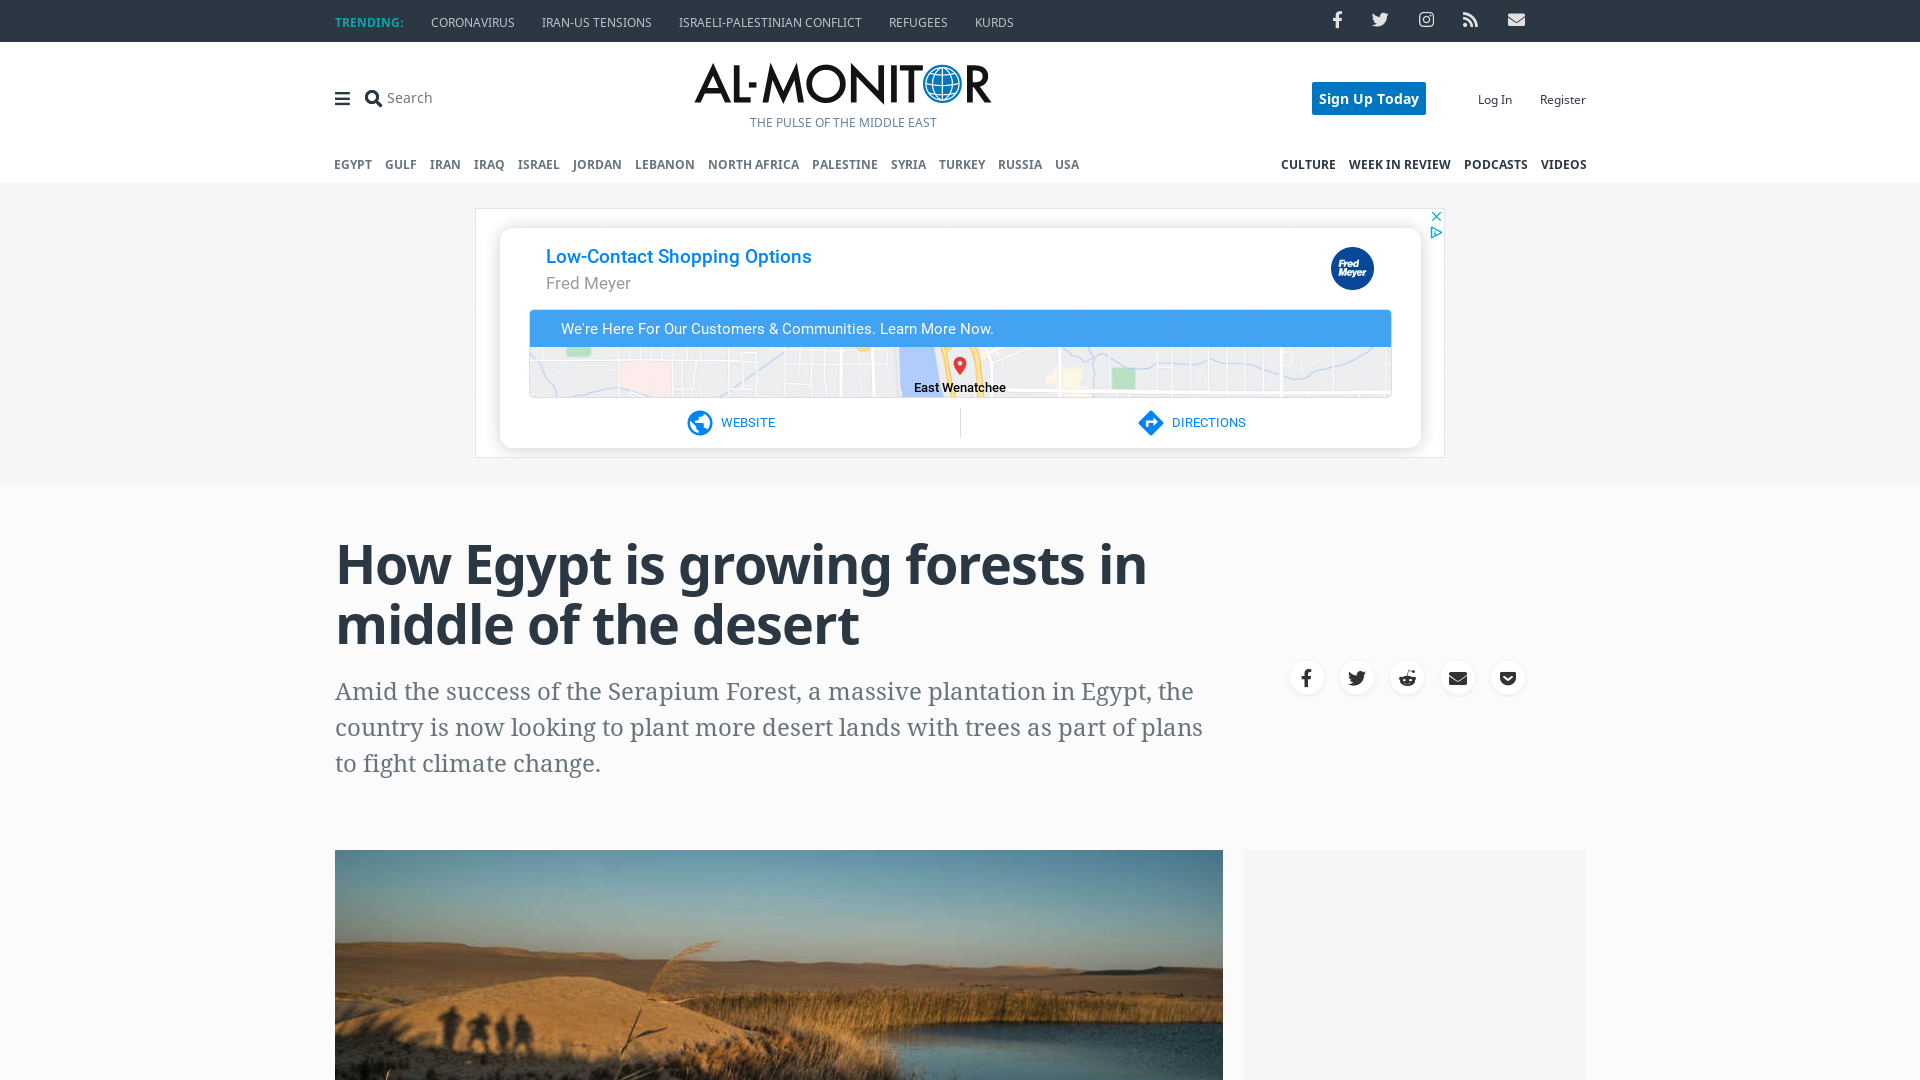 TRENDING: CORONAVIRUS IRAN-US TENSIONS ISRAELI-PALESTINIAN CONFLICT REFUGEES KURDS
Search
AL-MONITOR
THE PULSE OF THE MIDDLE EAST
Sign Up Today
Log In
Register
EGYPT GULF IRAN IRAQ ISRAEL JORDAN LEBANON NORTH AFRICA PALESTINE SYRIA TURKEY RUSSIA USA
CULTURE WEEK IN REVIEW PODCASTS VIDEOS
Low-Contact Shopping Options
Fred Meyer
Fred
Meyer
We're Here For Our Customers & Communities. Learn More Now.
East Wenatchee
WEBSITE
DIRECTIONS
How Egypt is growing forests in
middle of the desert
Amid the success of the Serapium Forest, a massive plantation in Egypt, the
country is now looking to plant more desert lands with trees as part of plans
to fight climate change.